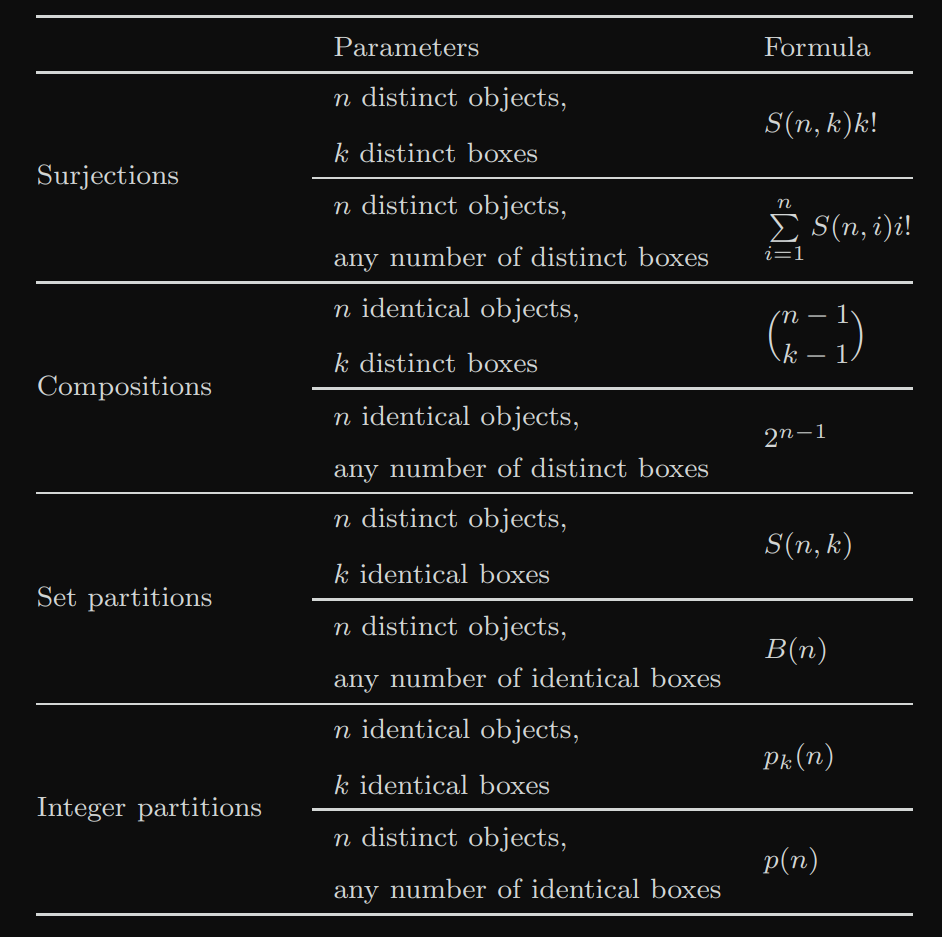 Parameters Formula
n distinct objects,
S(n, k)k!
k distinct boxes
Surjections
n distinct objects,
n
∑ S(n, i)i!
i=1
any number of distinct boxes
n identical objects,
(n − 1
k − 1)
k distinct boxes
Compositions
n identical objects,
2^{n−1}
any number of distinct boxes
n distinct objects,
S(n, k)
k identical boxes
Set partitions
n distinct objects,
B(n)
any number of identical boxes
n identical objects,
p_k(n)
k identical boxes
Integer partitions
n distinct objects,
p(n)
any number of identical boxes